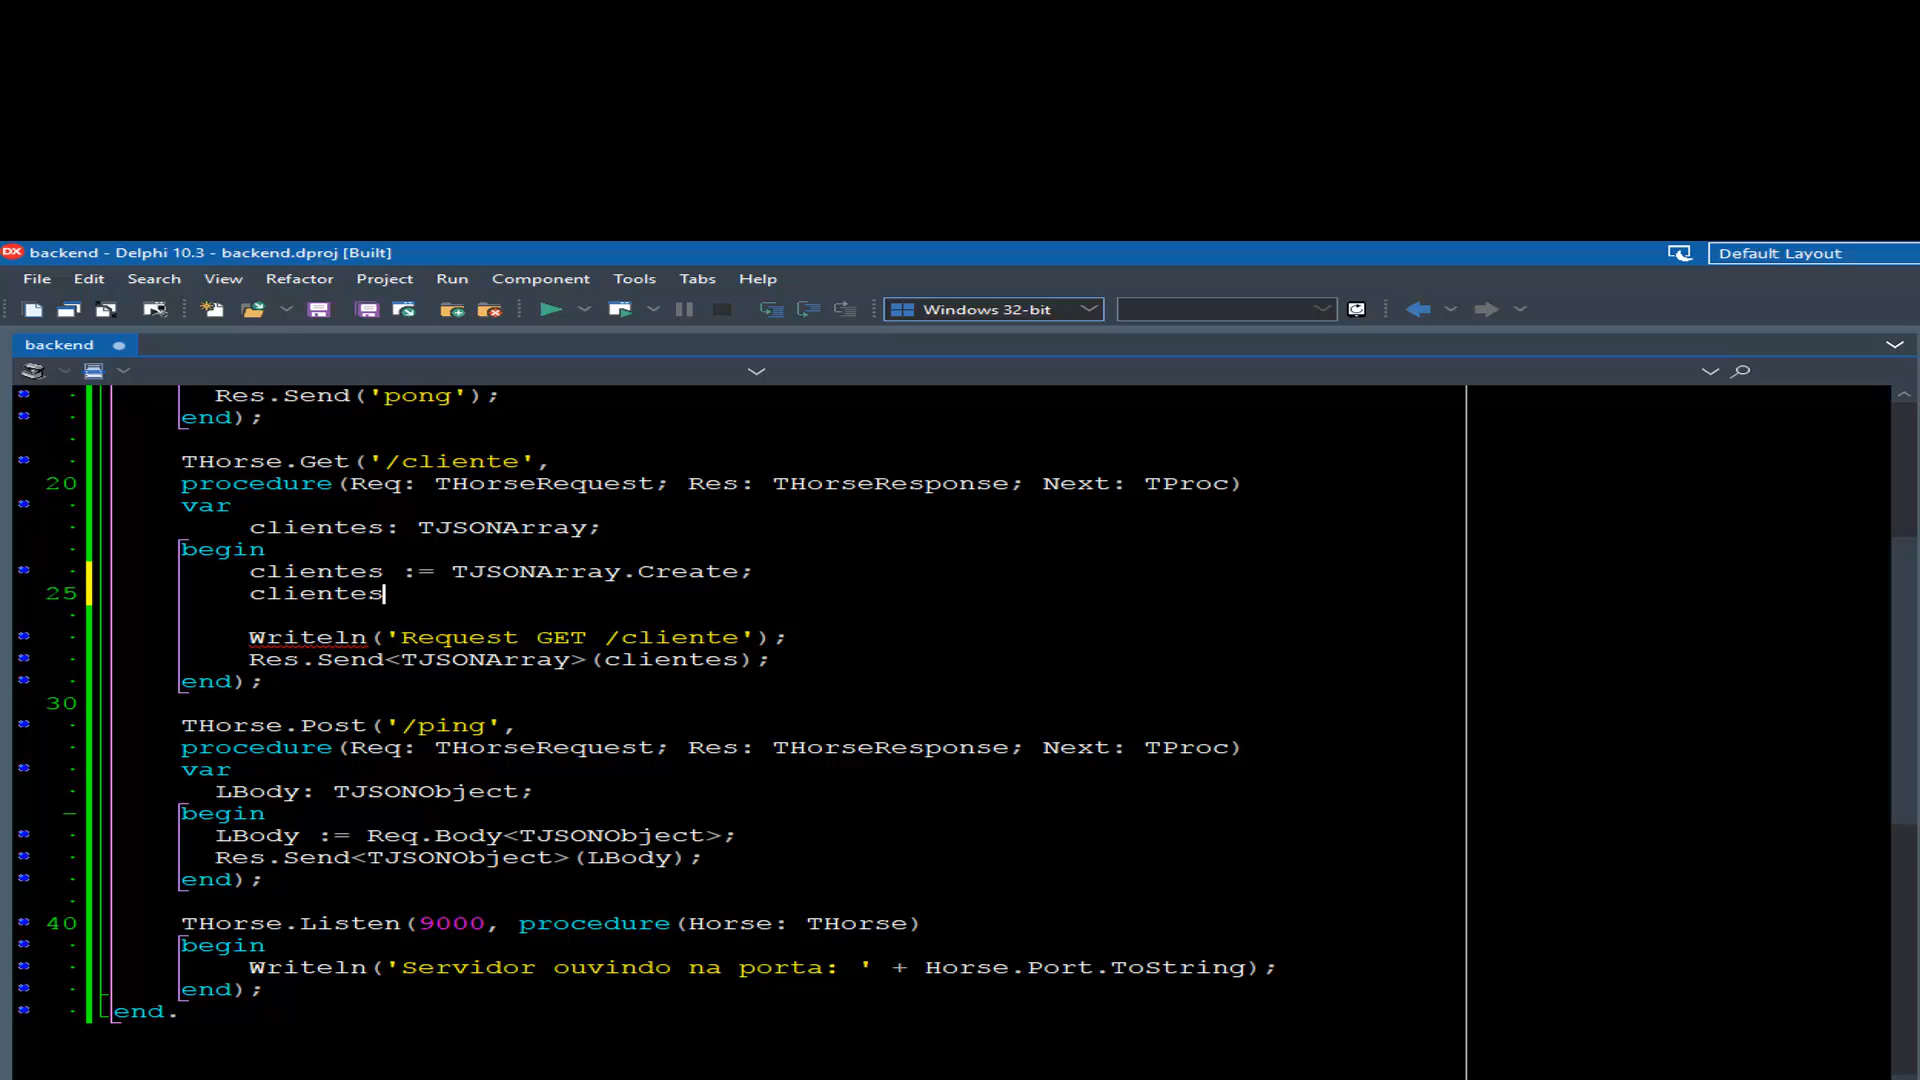 DX backend - Delphi 10.3 - backend.dproj [Built] Default Layout
File Edit Search View Refactor Project Run Component Tools Tabs Help
Windows 32-bit
backend
Res.Send('pong');
end);
THorse.Get('/cliente',
20 procedure(Req: THorseRequest; Res: THorseResponse; Next: TProc)
var
clientes: TJSONArray;
begin
clientes := TJSONArray.Create;
25 clientes
Writeln('Request GET /cliente');
Res.Send<TJSONArray>(clientes);
end);
30
THorse.Post('/ping',
procedure(Req: THorseRequest; Res: THorseResponse; Next: TProc)
var
LBody: TJSONObject;
begin
LBody := Req.Body<TJSONObject>;
Res.Send<TJSONObject>(LBody);
end);
40 THorse.Listen(9000, procedure(Horse: THorse)
begin
Writeln('Servidor ouvindo na porta: ' + Horse.Port.ToString);
end);
end.